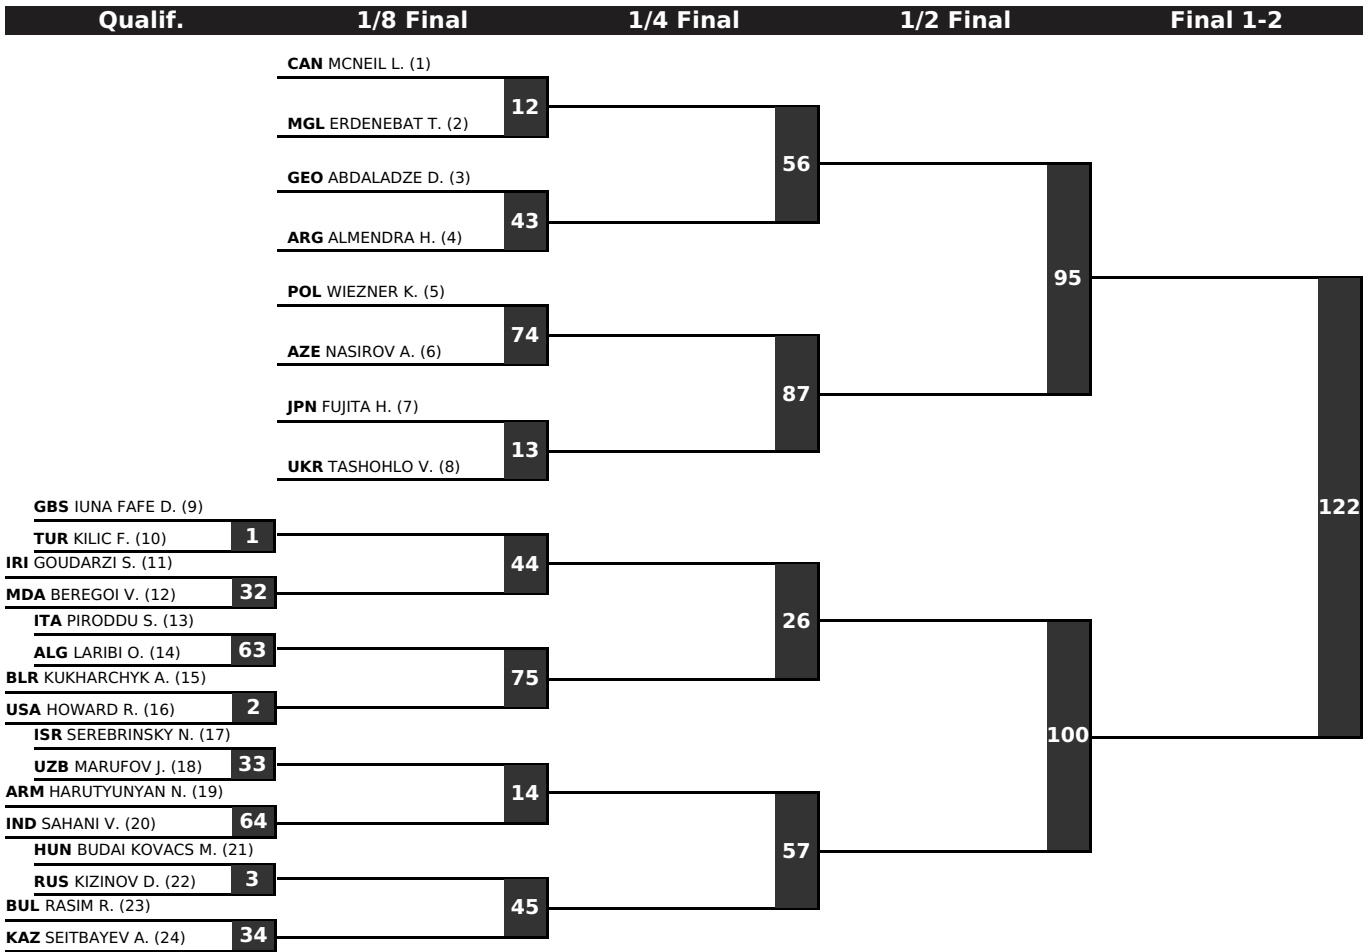 Qualif. 1/8 Final 1/4 Final 1/2 Final Final 1-2
CAN MCNEIL L. (1)
12
MGL ERDENEBAT T. (2)
56
GEO ABDALADZE D. (3)
43
ARG ALMENDRA H. (4)
95
POL WIEZNER K. (5)
74
AZE NASIROV A. (6)
87
JPN FUJITA H. (7)
13
UKR TASHOHLO V. (8)
122
GBS IUNA FAFE D. (9)
1
TUR KILIC F. (10)
44
IRI GOUDARZI S. (11)
32
MDA BEREGOI V. (12)
26
ITA PIRODDU S. (13)
63
ALG LARIBI O. (14)
75
BLR KUKHARCHYK A. (15)
2
USA HOWARD R. (16)
100
ISR SEREBRINSKY N. (17)
33
UZB MARUFOV J. (18)
14
ARM HARUTYUNYAN N. (19)
64
IND SAHANI V. (20)
57
HUN BUDAI KOVACS M. (21)
3
RUS KIZINOV D. (22)
45
BUL RASIM R. (23)
34
KAZ SEITBAYEV A. (24)